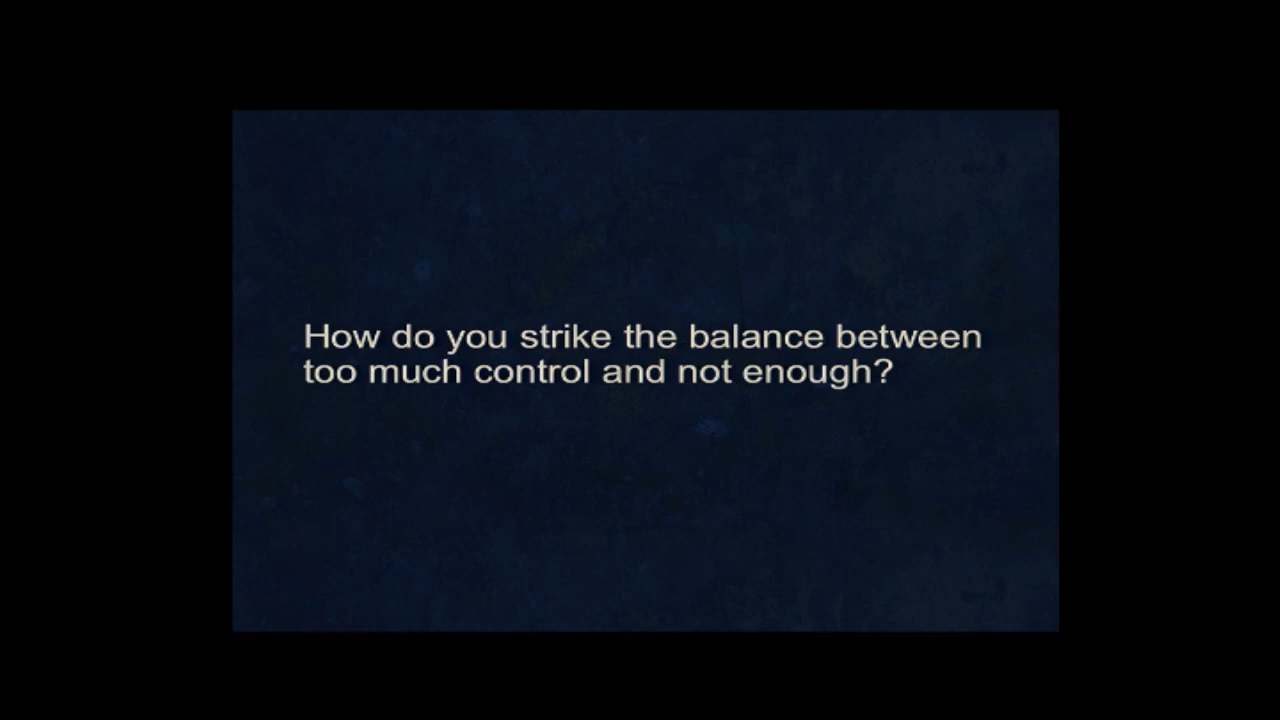 How do you strike the balance between
too much control and not enough?